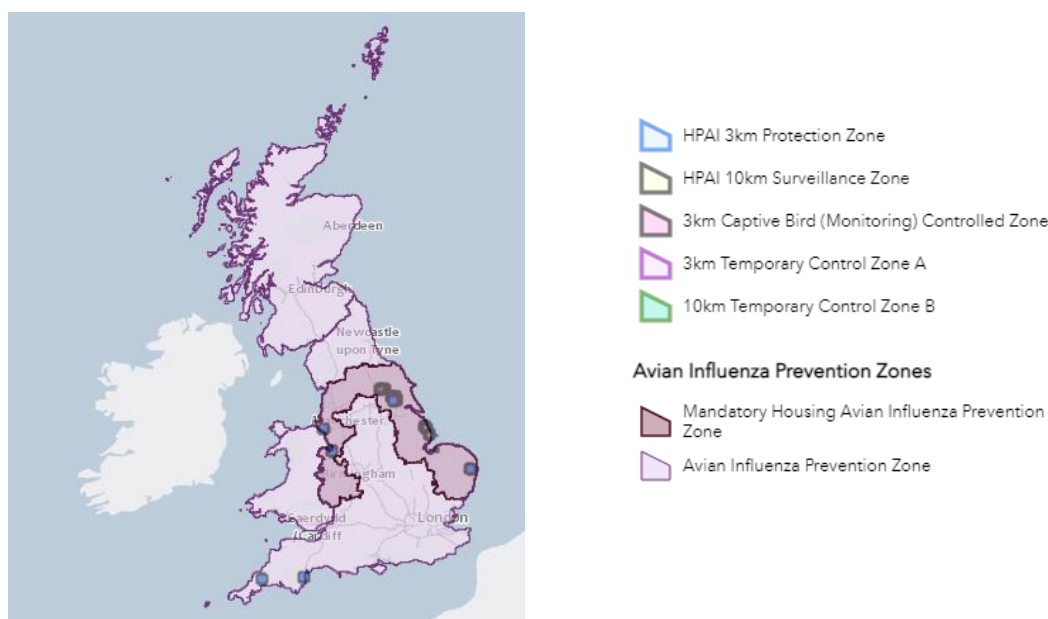 Aberdeen
Edinburgh
Newcastle
upon Tyne
Manchester
Birmingham
Caerdydd
/Cardiff
London
HPAI 3km Protection Zone
HPAI 10km Surveillance Zone
3km Captive Bird (Monitoring) Controlled Zone
3km Temporary Control Zone A
10km Temporary Control Zone B
Avian Influenza Prevention Zones
Mandatory Housing Avian Influenza Prevention
Zone
Avian Influenza Prevention Zone